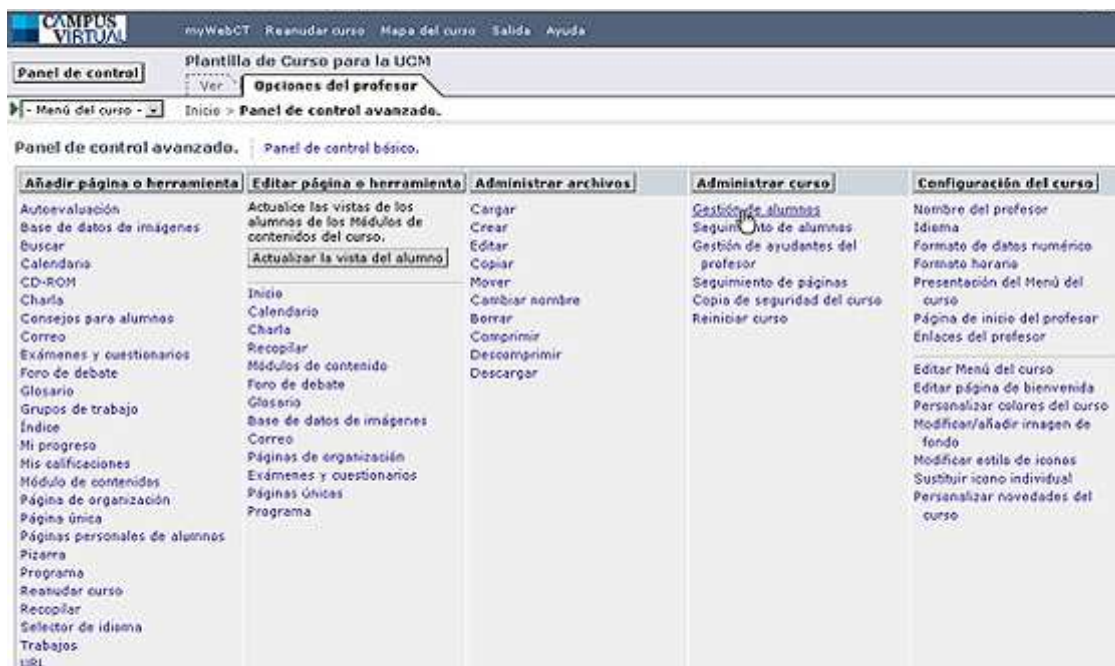 CAMPUS
VIRTUAL
myWebCT Reanudar curso Mapa del curso Salida Ayuda
Panel de control
Plantilla de Curso para la UCM
Ver
Opciones del profesor
- Menú del curso -
Inicio > Panel de control avanzado.
Panel de control avanzado.
Panel de control básico.
Añadir página o herramienta
Autoevaluación
Base de datos de imágenes
Buscar
Calendario
CD-ROM
Charla
Consejos para alumnos
Correo
Exámenes y cuestionarios
Foro de debate
Glosario
Grupos de trabajo
Índice
Mi progreso
Mis calificaciones
Módulo de contenidos
Página de organización
Página única
Páginas personales de alumnos
Pizarra
Programa
Reanudar curso
Recopilar
Selector de idioma
Trabajos
URL
Editar página o herramienta
Actualice las vistas de los
alumnos de los Módulos de
contenidos del curso.
Actualizar la vista del alumno
Inicio
Calendario
Charla
Recopilar
Módulos de contenido
Foro de debate
Glosario
Base de datos de imágenes
Correo
Páginas de organización
Exámenes y cuestionarios
Páginas únicas
Programa
Administrar archivos
Cargar
Crear
Editar
Copiar
Mover
Cambiar nombre
Borrar
Comprimir
Descomprimir
Descargar
Administrar curso
Gestión de alumnos
Seguimiento de alumnos
Gestión de ayudantes del
profesor
Seguimiento de páginas
Copia de seguridad del curso
Reiniciar curso
Configuración del curso
Nombre del profesor
Idioma
Formato de datos numérico
Formato horario
Presentación del Menú del
curso
Página de inicio del profesor
Enlaces del profesor
Editar Menú del curso
Editar página de bienvenida
Personalizar colores del curso
Modificar/añadir imagen de
fondo
Modificar estilo de iconos
Sustituir icono individual
Personalizar novedades del
curso